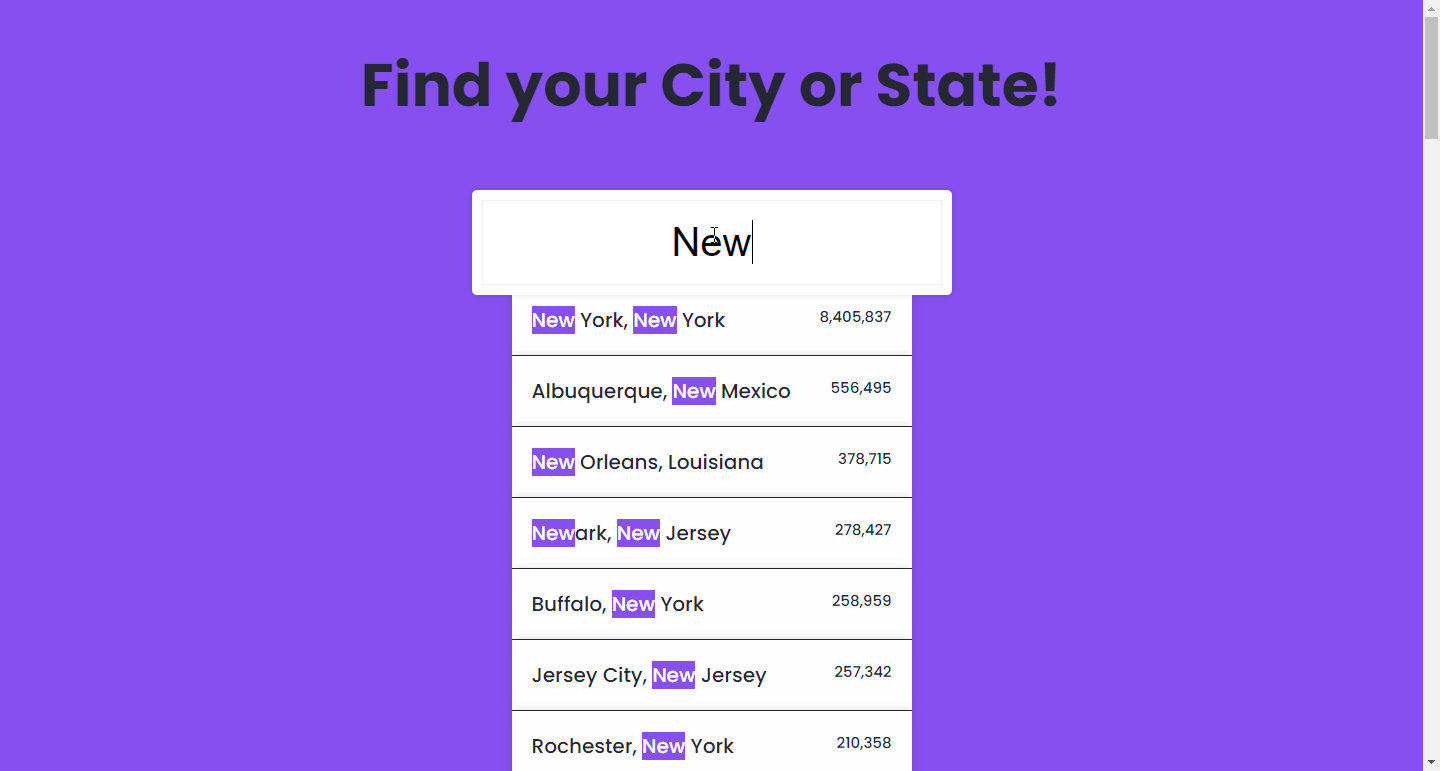 Find your City or State!
New
New York, New York 8,405,837
Albuquerque, New Mexico 556,495
New Orleans, Louisiana 378,715
Newark, New Jersey 278,427
Buffalo, New York 258,959
Jersey City, New Jersey 257,342
Rochester, New York 210,358